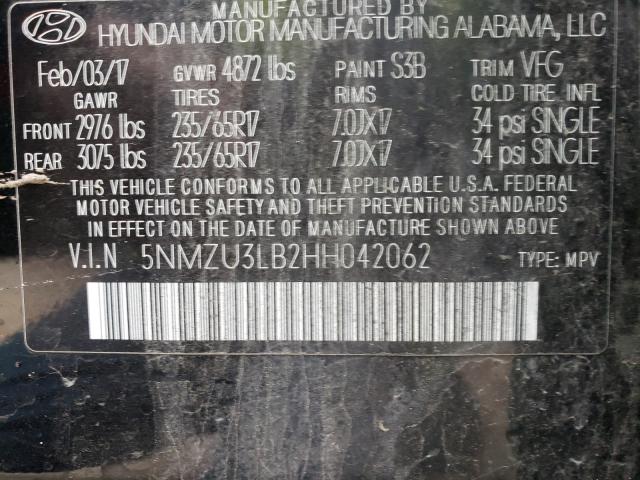 MANUFACTURED BY
HYUNDAI MOTOR MANUFACTURING ALABAMA, LLC
Feb/03/17 GVWR 4872 lbs PAINT S3B TRIM VFG
GAWR TIRES RIMS COLD TIRE INFL
FRONT 2976 lbs 235/65R17 7.0JX17 34 psi SINGLE
REAR 3075 lbs 235/65R17 7.0JX17 34 psi SINGLE
THIS VEHICLE CONFORMS TO ALL APPLICABLE U.S.A. FEDERAL
MOTOR VEHICLE SAFETY AND BUMPER STANDARDS
IN EFFECT ON THE DATE OF MANUFACTURE SHOWN ABOVE.
V.I.N 5NMZU3LB2HH042062 TYPE: MPV